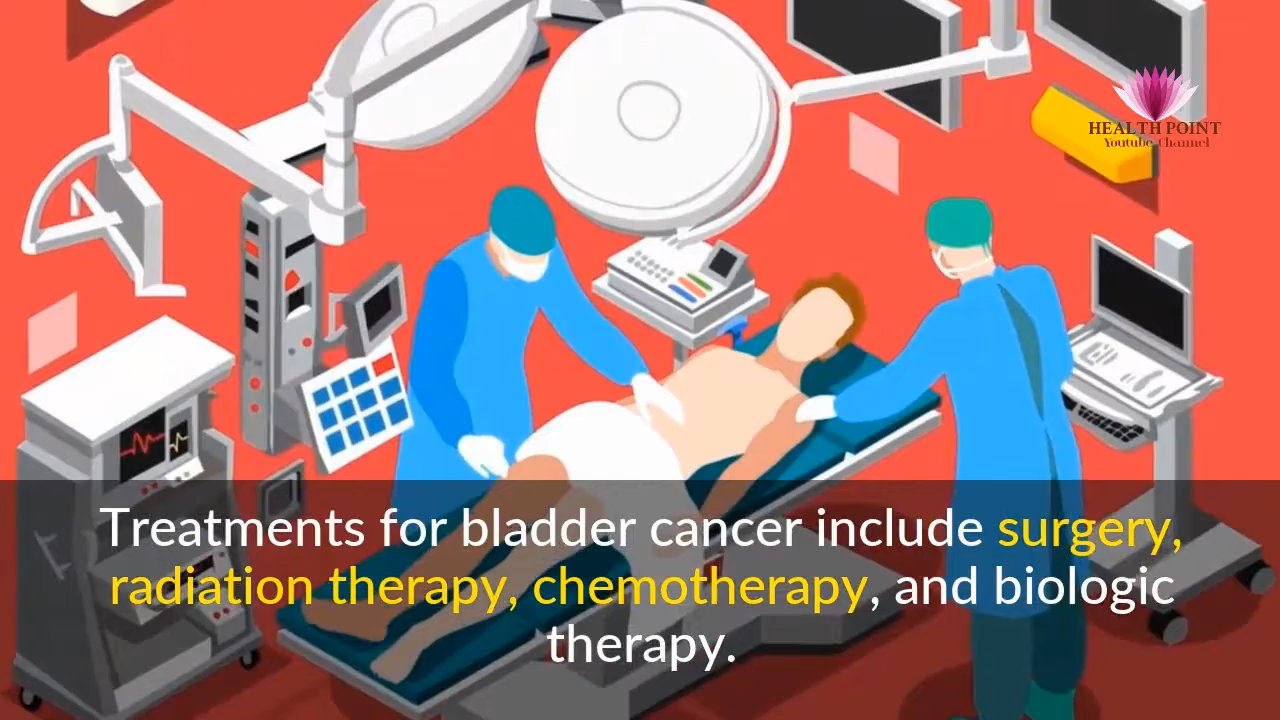 HEALTH POINT
Youtube Channel
Treatments for bladder cancer include surgery,
radiation therapy, chemotherapy, and biologic
therapy.